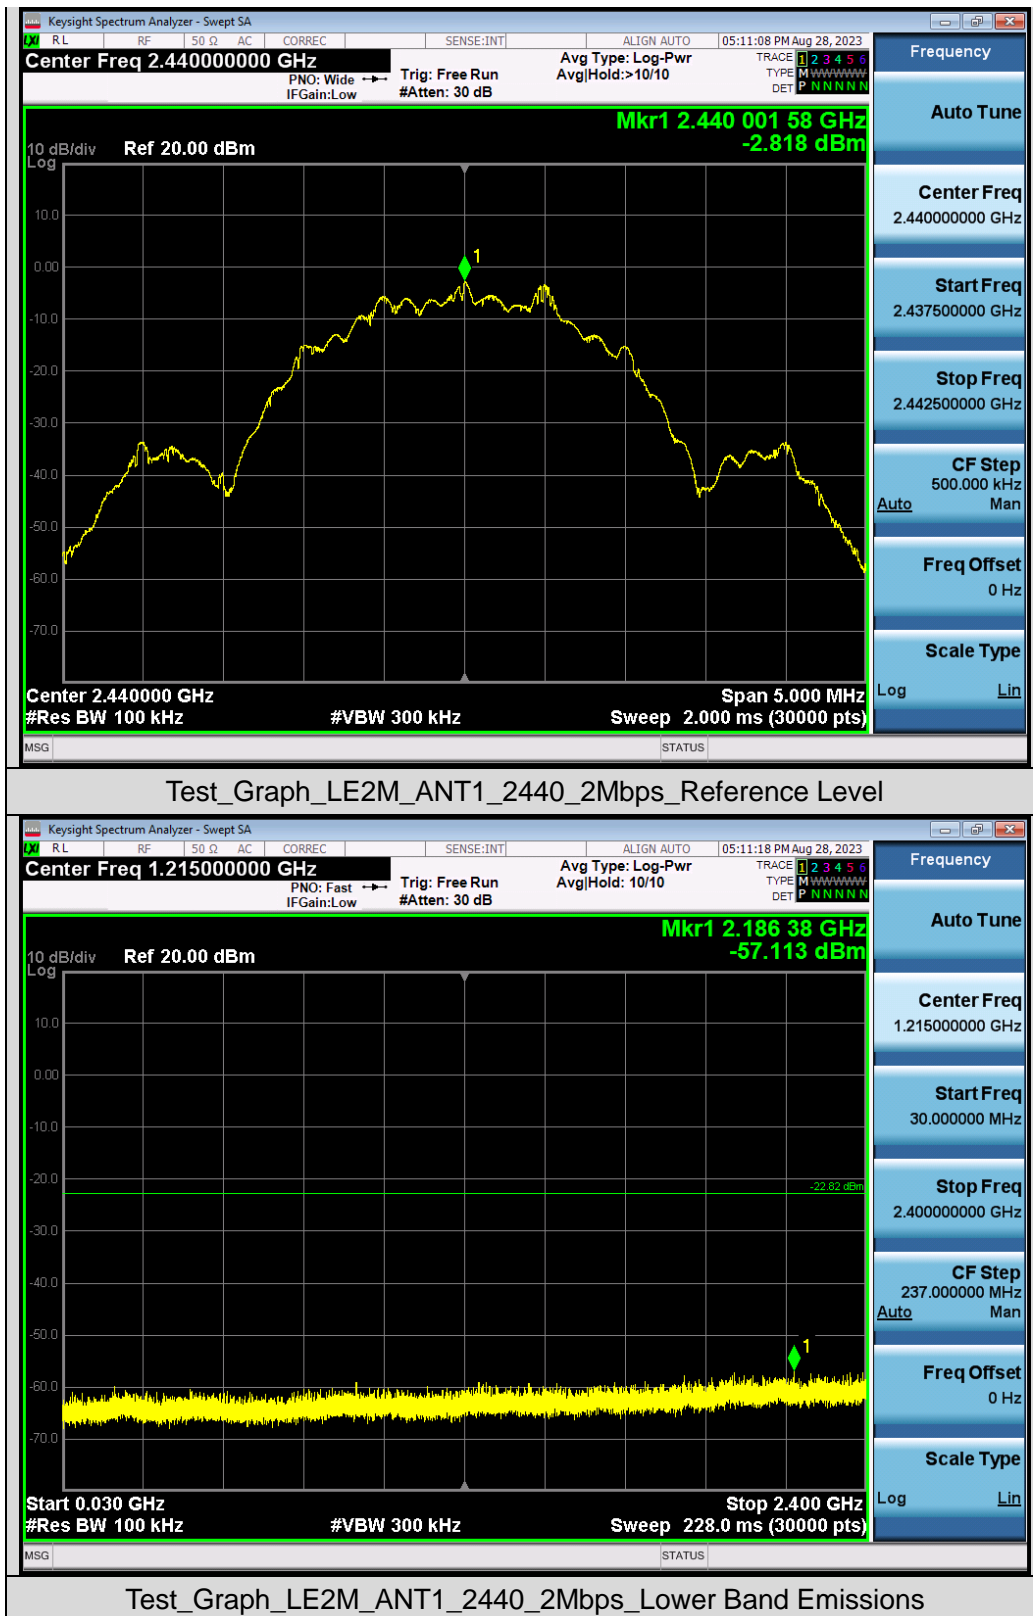 Keysight Spectrum Analyzer - Swept SA
LXI RL RF 50 Ω AC CORREC SENSE:INT ALIGN AUTO 05:11:08 PM Aug 28, 2023
Center Freq 2.440000000 GHz
PNO: Wide
IFGain:Low
Trig: Free Run
#Atten: 30 dB
Avg Type: Log-Pwr
Avg|Hold:>10/10
TRACE 1 2 3 4 5 6
TYPE M WWWWW
DET P N N N N N
Mkr1 2.440 001 58 GHz
-2.818 dBm
10 dB/div Ref 20.00 dBm
Log
10.0
0.00
-10.0
-20.0
-30.0
-40.0
-50.0
-60.0
-70.0
1
Center 2.440000 GHz Span 5.000 MHz
#Res BW 100 kHz #VBW 300 kHz Sweep 2.000 ms (30000 pts)
MSG STATUS
Frequency
Auto Tune
Center Freq
2.440000000 GHz
Start Freq
2.437500000 GHz
Stop Freq
2.442500000 GHz
CF Step
500.000 kHz
Auto Man
Freq Offset
0 Hz
Scale Type
Log Lin
Test_Graph_LE2M_ANT1_2440_2Mbps_Reference Level
Keysight Spectrum Analyzer - Swept SA
LXI RL RF 50 Ω AC CORREC SENSE:INT ALIGN AUTO 05:11:18 PM Aug 28, 2023
Center Freq 1.215000000 GHz
PNO: Fast
IFGain:Low
Trig: Free Run
#Atten: 30 dB
Avg Type: Log-Pwr
Avg|Hold: 10/10
TRACE 1 2 3 4 5 6
TYPE M WWWWW
DET P N N N N N
Mkr1 2.186 38 GHz
-57.113 dBm
10 dB/div Ref 20.00 dBm
Log
10.0
0.00
-10.0
-20.0
-30.0
-40.0
-50.0
-60.0
-70.0
-22.82 dBm
1
Start 0.030 GHz Stop 2.400 GHz
#Res BW 100 kHz #VBW 300 kHz Sweep 228.0 ms (30000 pts)
MSG STATUS
Frequency
Auto Tune
Center Freq
1.215000000 GHz
Start Freq
30.000000 MHz
Stop Freq
2.400000000 GHz
CF Step
237.000000 MHz
Auto Man
Freq Offset
0 Hz
Scale Type
Log Lin
Test_Graph_LE2M_ANT1_2440_2Mbps_Lower Band Emissions